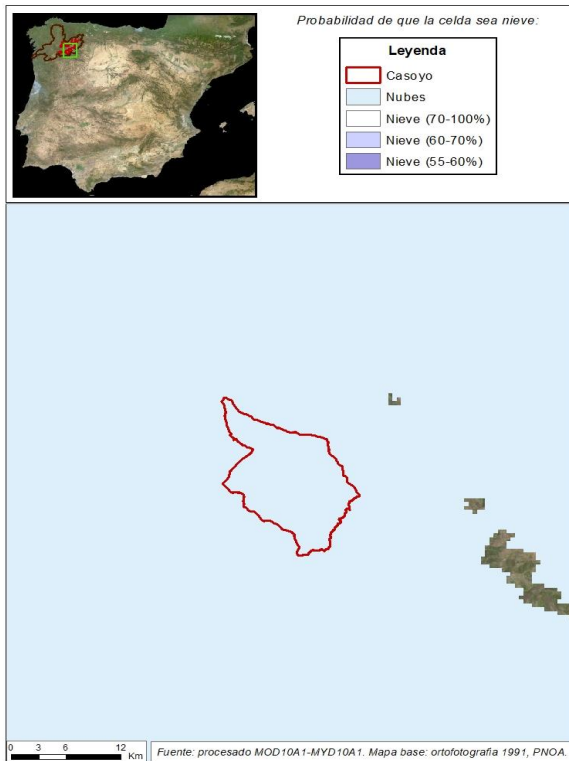 Probabilidad de que la celda sea nieve:
Leyenda
Casoyo
Nubes
Nieve (70-100%)
Nieve (60-70%)
Nieve (55-60%)
0 3 6 12
Km
Fuente: procesado MOD10A1-MYD10A1. Mapa base: ortofotografia 1991, PNOA.